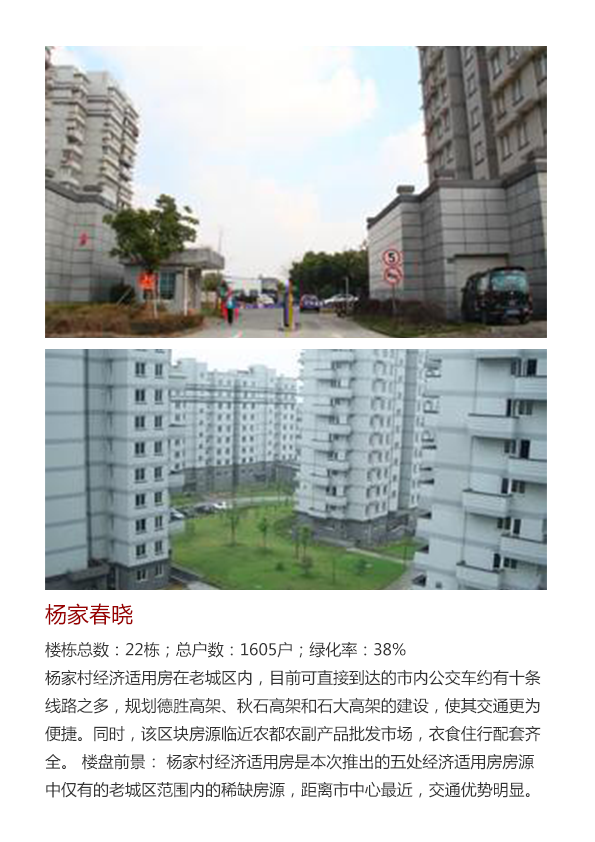 5
杨家春晓
楼栋总数：22栋；总户数：1605户；绿化率：38%
杨家村经济适用房在老城区内，目前可直接到达的市内公交车约有十条
线路之多，规划德胜高架、秋石高架和石大高架的建设，使其交通更为
便捷。同时，该区块房源临近农都农副产品批发市场，衣食住行配套齐
全。 楼盘前景： 杨家村经济适用房是本次推出的五处经济适用房房源
中仅有的老城区范围内的稀缺房源，距离市中心最近，交通优势明显。